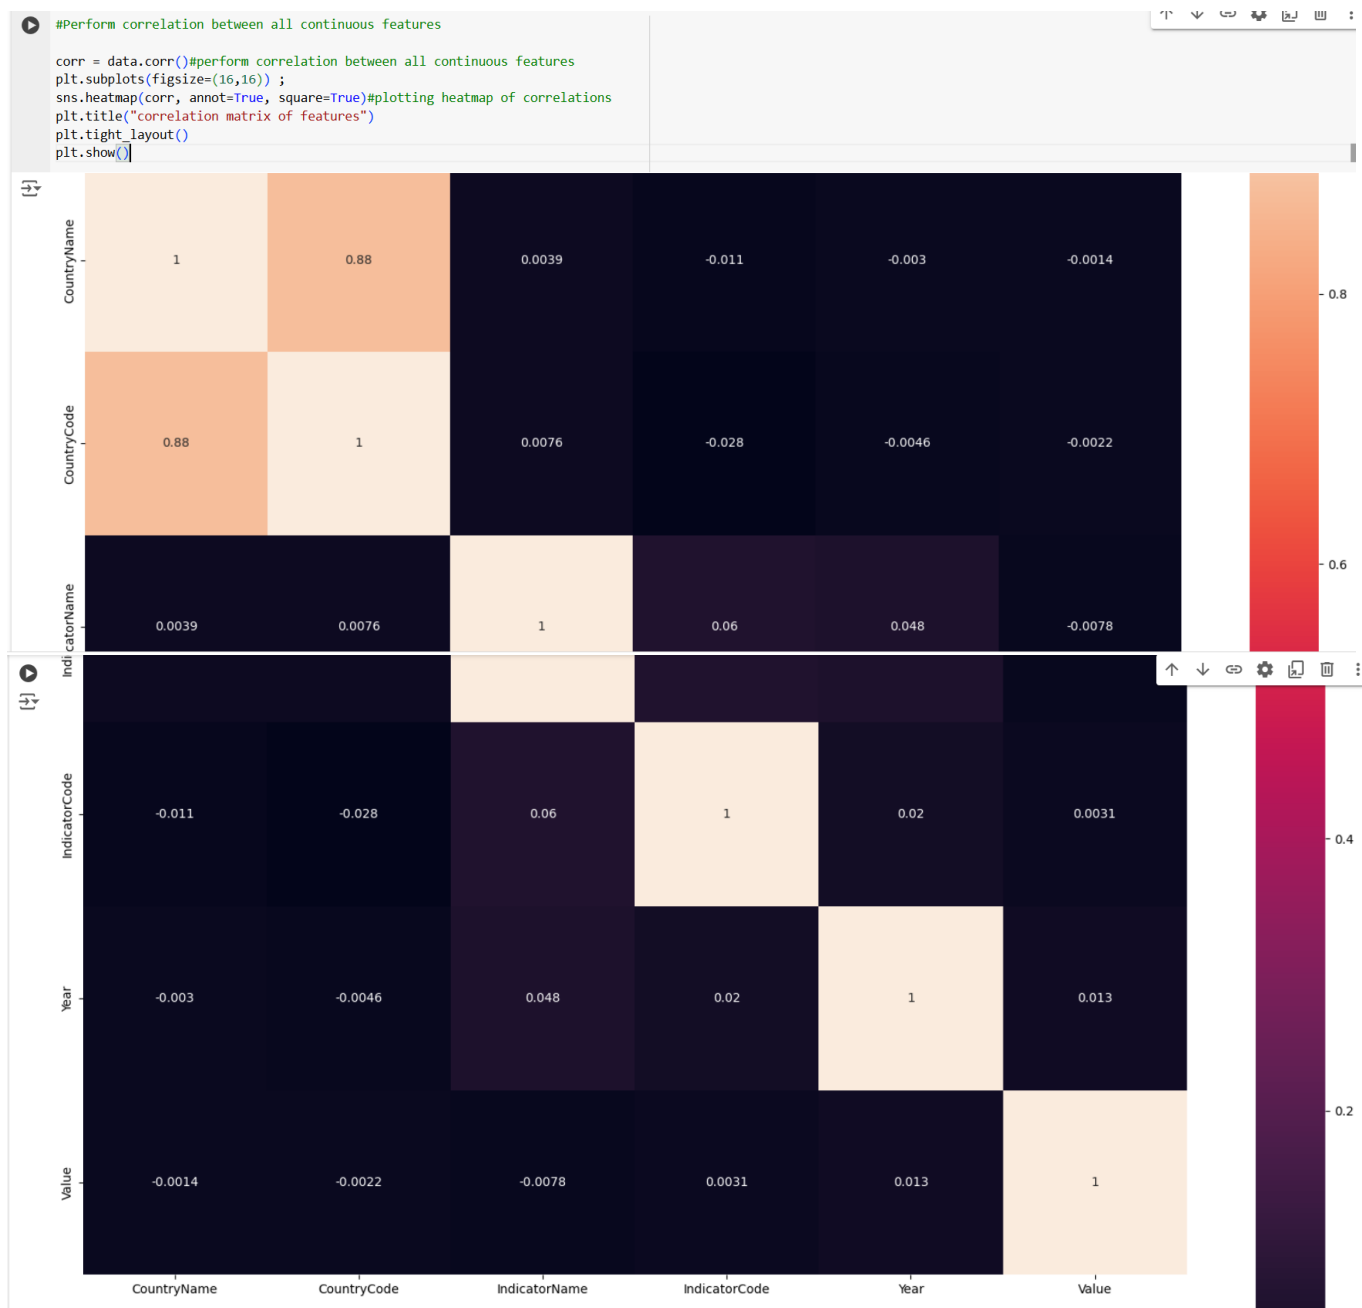 #Perform correlation between all continuous features
corr = data.corr()#perform correlation between all continuous features
plt.subplots(figsize=(16,16)) ;
sns.heatmap(corr, annot=True, square=True)#plotting heatmap of correlations
plt.title("correlation matrix of features")
plt.tight_layout()
plt.show()
CountryName
1 0.88 0.0039 -0.011 -0.003 -0.0014
0.8
CountryCode
0.88 1 0.0076 -0.028 -0.0046 -0.0022
0.6
IndicatorName
0.0039 0.0076 1 0.06 0.048 -0.0078
IndicatorCode
-0.011 -0.028 0.06 1 0.02 0.0031
0.4
Year
-0.003 -0.0046 0.048 0.02 1 0.013
0.2
Value
-0.0014 -0.0022 -0.0078 0.0031 0.013 1
CountryName CountryCode IndicatorName IndicatorCode Year Value